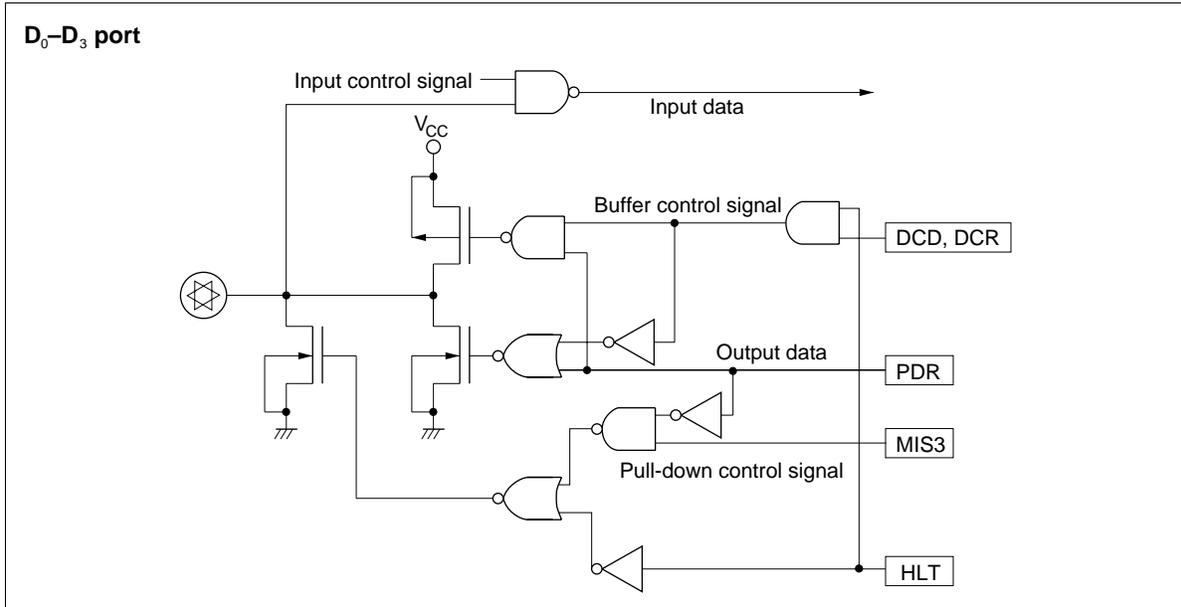 D₀–D₃ port
Input control signal
Input data
VCC
Buffer control signal
DCD, DCR
Output data
PDR
MIS3
Pull-down control signal
HLT